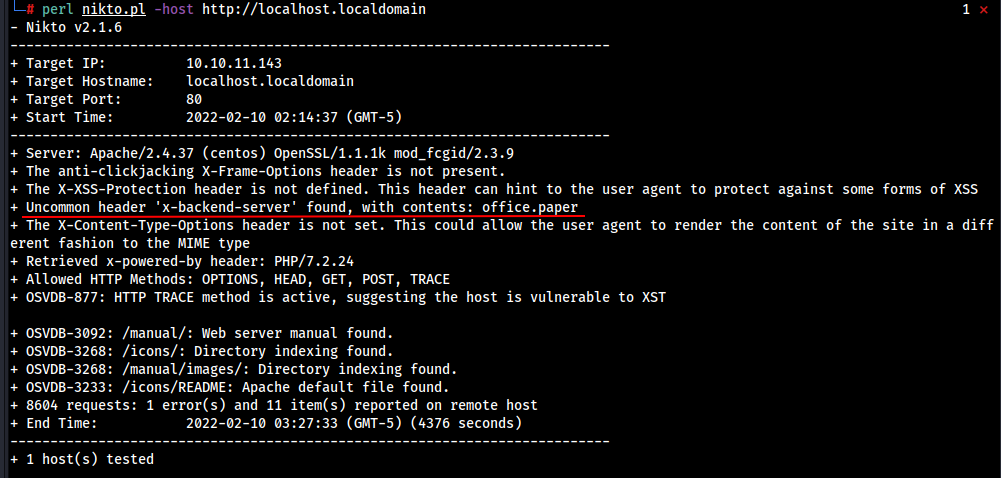 └─# perl nikto.pl -host http://localhost.localdomain 1 ✗
- Nikto v2.1.6
---------------------------------------------------------------------------
+ Target IP:          10.10.11.143
+ Target Hostname:    localhost.localdomain
+ Target Port:        80
+ Start Time:         2022-02-10 02:14:37 (GMT-5)
---------------------------------------------------------------------------
+ Server: Apache/2.4.37 (centos) OpenSSL/1.1.1k mod_fcgid/2.3.9
+ The anti-clickjacking X-Frame-Options header is not present.
+ The X-XSS-Protection header is not defined. This header can hint to the user agent to protect against some forms of XSS
+ Uncommon header 'x-backend-server' found, with contents: office.paper
+ The X-Content-Type-Options header is not set. This could allow the user agent to render the content of the site in a diff
erent fashion to the MIME type
+ Retrieved x-powered-by header: PHP/7.2.24
+ Allowed HTTP Methods: OPTIONS, HEAD, GET, POST, TRACE
+ OSVDB-877: HTTP TRACE method is active, suggesting the host is vulnerable to XST
+ OSVDB-3092: /manual/: Web server manual found.
+ OSVDB-3268: /icons/: Directory indexing found.
+ OSVDB-3268: /manual/images/: Directory indexing found.
+ OSVDB-3233: /icons/README: Apache default file found.
+ 8604 requests: 1 error(s) and 11 item(s) reported on remote host
+ End Time:           2022-02-10 03:27:33 (GMT-5) (4376 seconds)
---------------------------------------------------------------------------
+ 1 host(s) tested